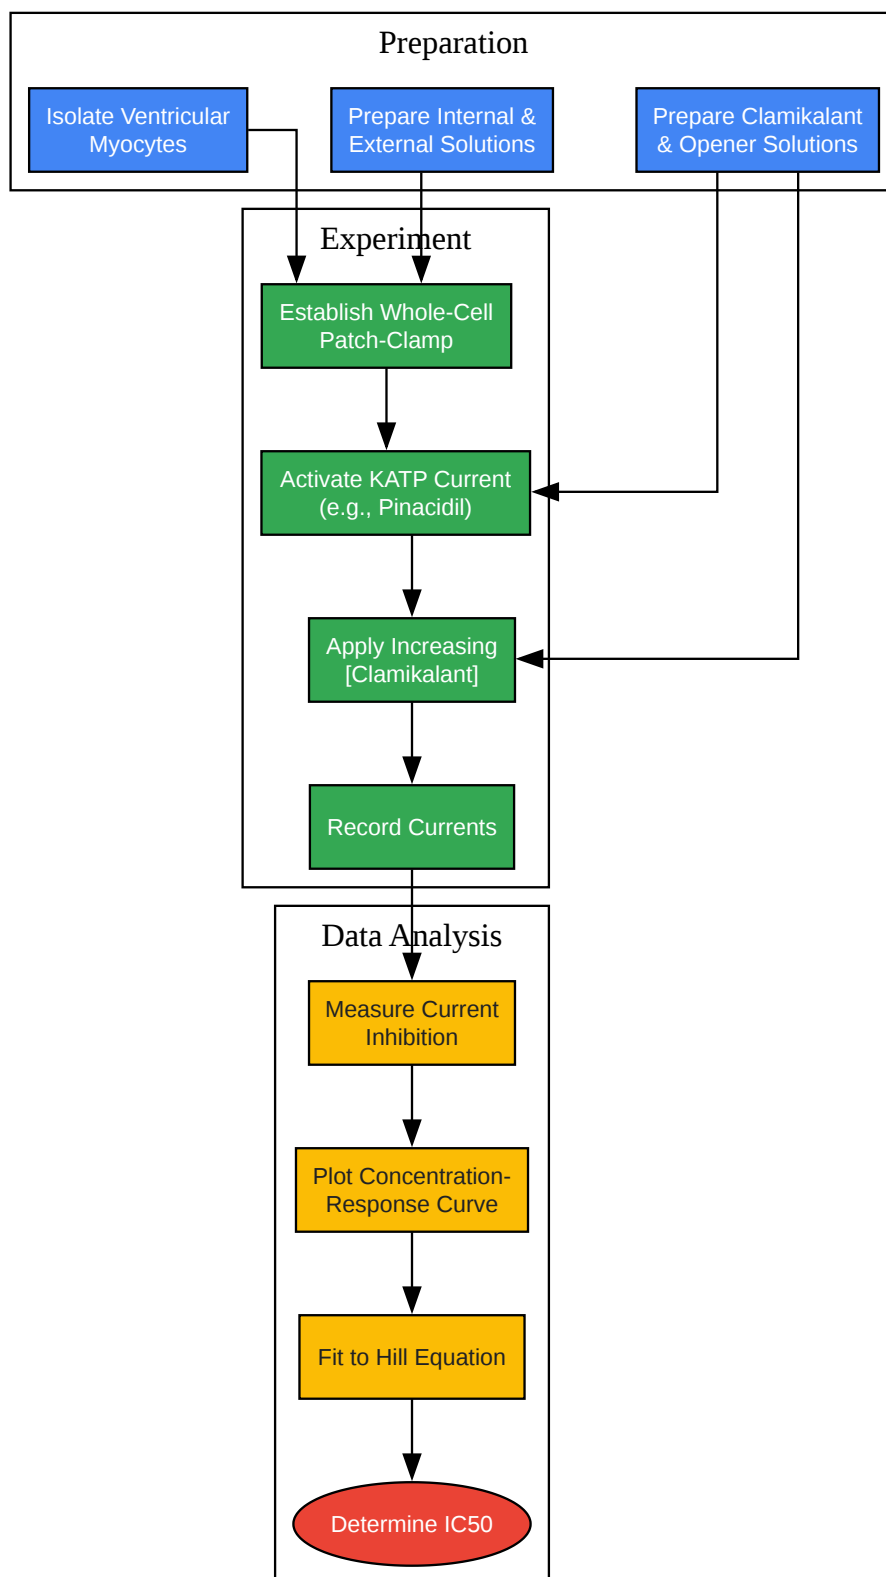 Preparation
Isolate Ventricular
Myocytes
Prepare Internal &
External Solutions
Prepare Clamikalant
& Opener Solutions
Experiment
Establish Whole-Cell
Patch-Clamp
Activate KATP Current
(e.g., Pinacidil)
Apply Increasing
[Clamikalant]
Record Currents
Data Analysis
Measure Current
Inhibition
Plot Concentration-
Response Curve
Fit to Hill Equation
Determine IC50